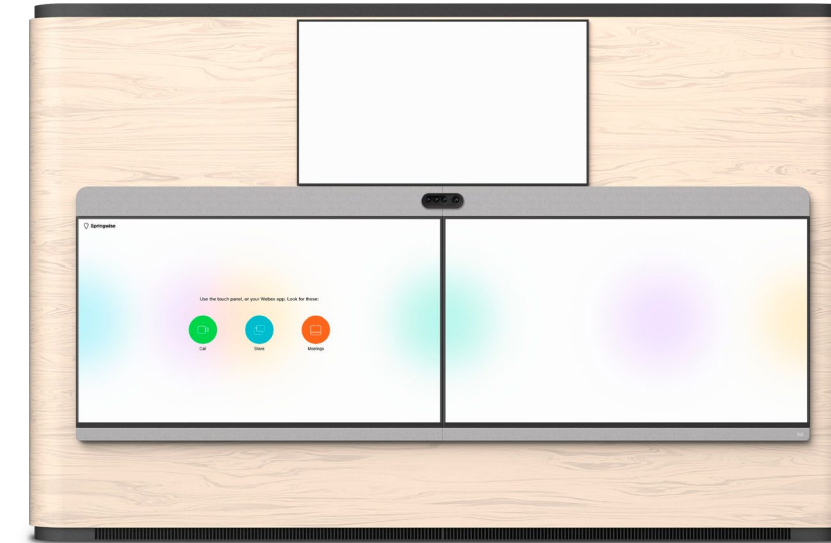 Springwise
Use the touch panel, or your Webex app. Look for these:
Call
Share
Meetings